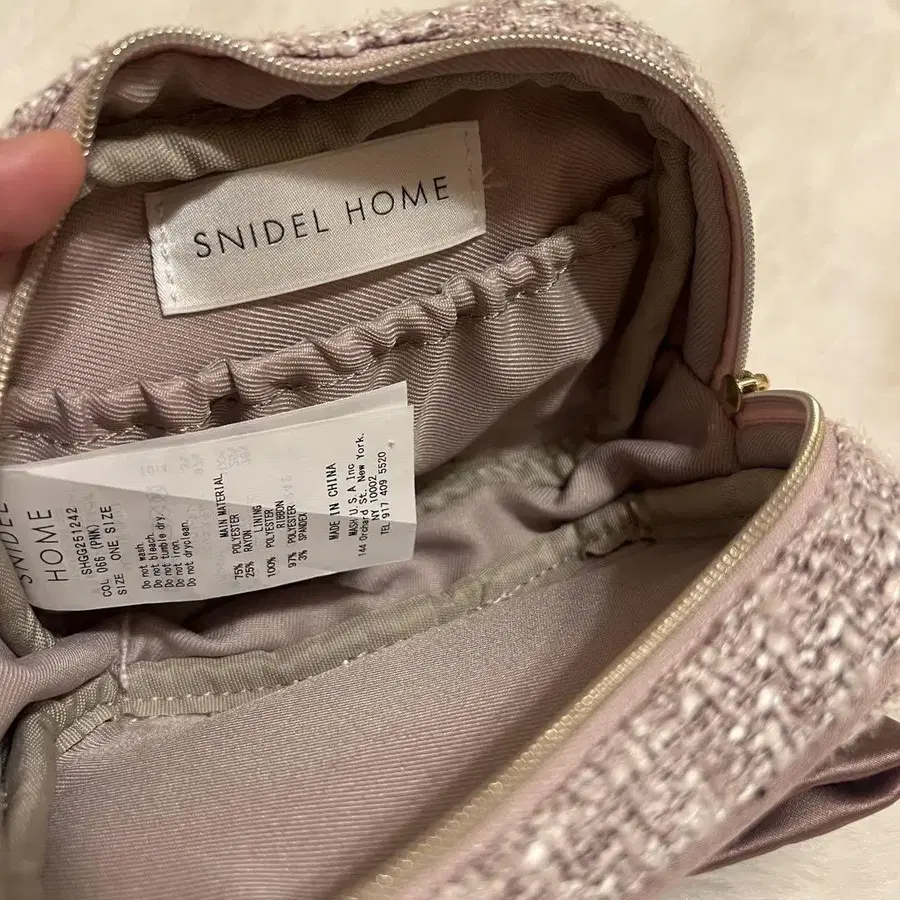 SNIDEL HOME
SNIDEL
HOME
SHGG251242
COL 066 (PNK)
SIZE ONE SIZE
Do not wash.
Do not bleach.
Do not tumble dry.
Do not iron.
Do not dryclean.
MAIN MATERIAL
75% POLYESTER
25% RAYON
LINING
100% POLYESTER
RIBBON
97% POLYESTER
3% SPANDEX
MADE IN CHINA
MASH U.S.A Inc
144 Orchard St. New York.
NY 10002
TEL 917 409 5520